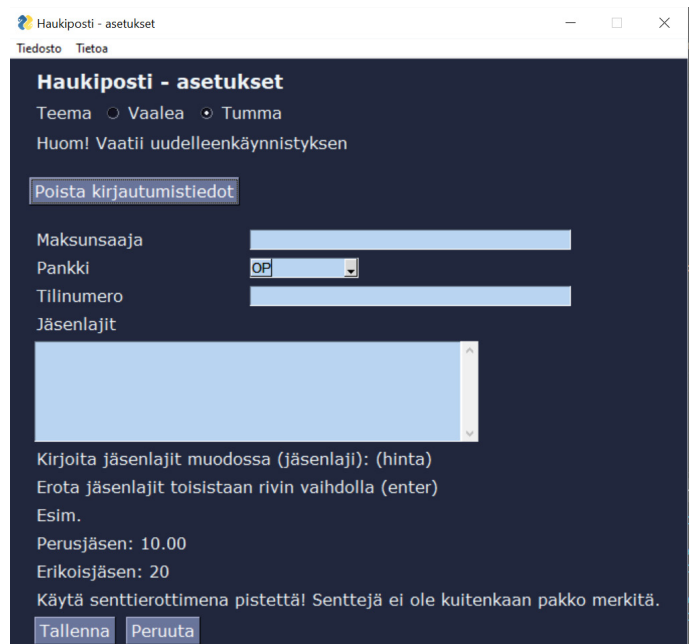 Haukiposti - asetukset
Tiedosto Tietoa
Haukiposti - asetukset
Teema Vaalea Tumma
Huom! Vaatii uudelleenkäynnistyksen
Poista kirjautumistiedot
Maksunsaaja
Pankki OP
Tilinumero
Jäsenlajit
Kirjoita jäsenlajit muodossa (jäsenlaji): (hinta)
Erota jäsenlajit toisistaan rivin vaihdolla (enter)
Esim.
Perusjäsen: 10.00
Erikoisjäsen: 20
Käytä senttierottimena pistettä! Senttejä ei ole kuitenkaan pakko merkitä.
Tallenna Peruuta